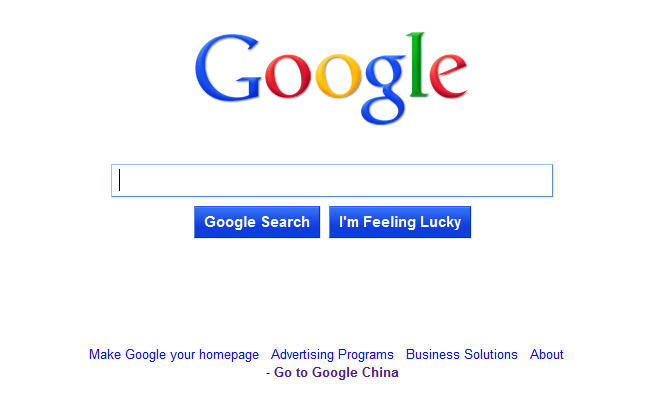 Google
Google Search I'm Feeling Lucky
Make Google your homepage Advertising Programs Business Solutions About
- Go to Google China